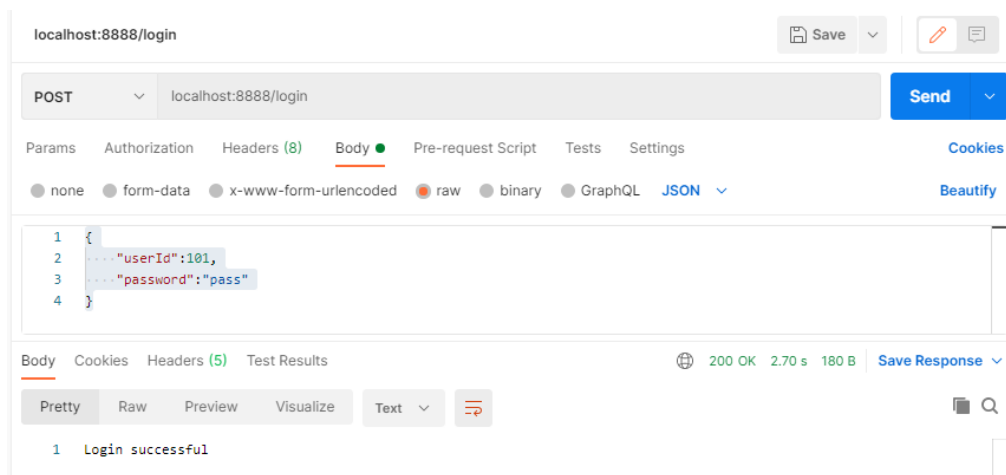 localhost:8888/login Save
POST localhost:8888/login Send
Params Authorization Headers (8) Body Pre-request Script Tests Settings Cookies
none form-data x-www-form-urlencoded raw binary GraphQL JSON Beautify
1 {
2 ····"userId":101,
3 ····"password":"pass"
4 }
Body Cookies Headers (5) Test Results 200 OK 2.70 s 180 B Save Response
Pretty Raw Preview Visualize Text
1 Login successful